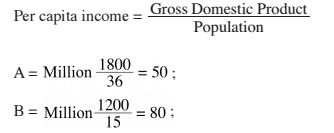 Per capita income = Gross Domestic Product / Population
A = Million 1800/36 = 50 ;
B = Million 1200/15 = 80 ;